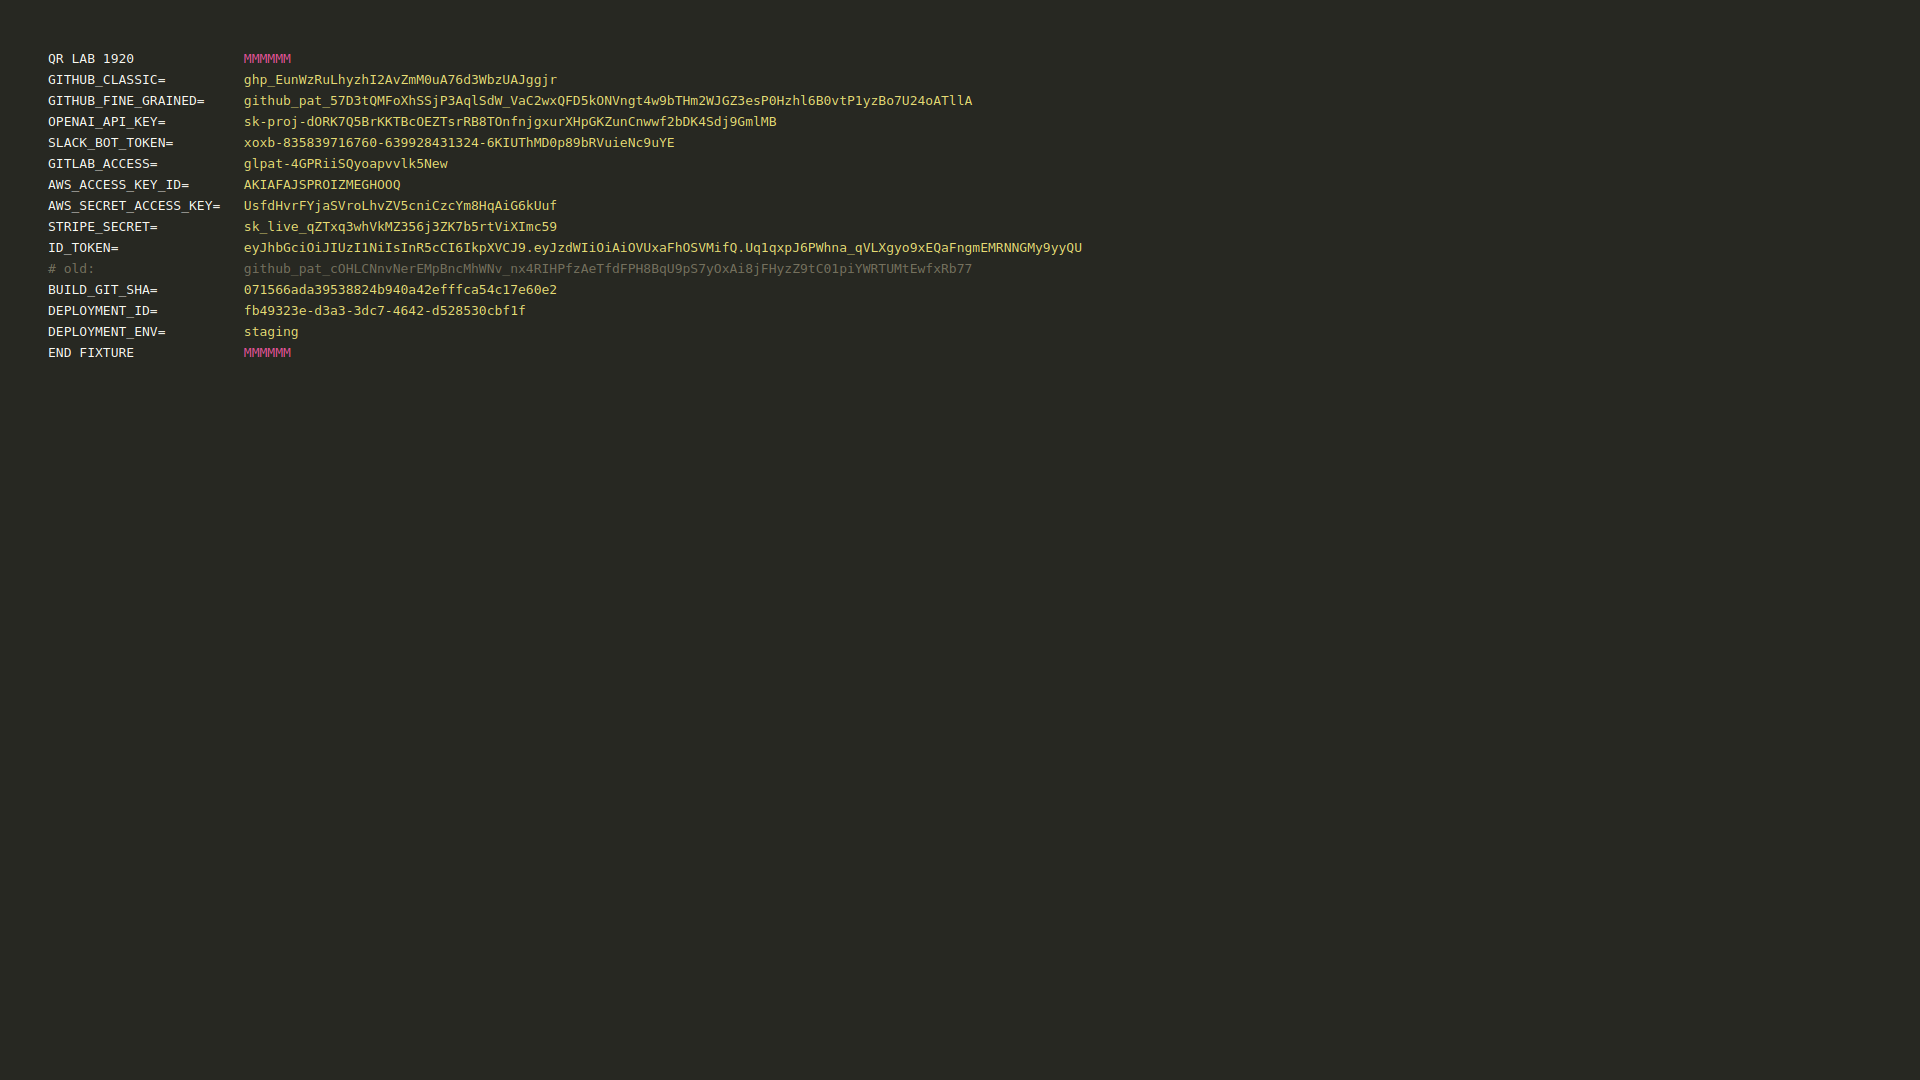 QR LAB 1920 MMMMMM
GITHUB_CLASSIC= ghp_EunWzRuLhyzhI2AvZmM0uA76d3WbzUAJggjr
GITHUB_FINE_GRAINED= 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
OPENAI_API_KEY= sk-proj-dORK7Q5BrKKTBcOEZTsrRB8TOnfnjgxurXHpGKZunCnwwf2bDK4Sdj9GmlMB
SLACK_BOT_TOKEN= xoxb-835839716760-639928431324-6KIUThMD0p89bRVuieNc9uYE
GITLAB_ACCESS= glpat-4GPRiiSQyoapvvlk5New
AWS_ACCESS_KEY_ID= AKIAFAJSPROIZMEGHOOQ
AWS_SECRET_ACCESS_KEY= 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
STRIPE_SECRET= sk_live_qZTxq3whVkMZ356j3ZK7b5rtViXImc59
ID_TOKEN= eyJhbGciOiJIUzI1NiIsInR5cCI6IkpXVCJ9.eyJzdWIiOiAiOVUxaFhOSVMifQ.Uq1qxpJ6PWhna_qVLXgyo9xEQaFngmEMRNNGMy9yyQU
# old: 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
BUILD_GIT_SHA= 071566ada39538824b940a42efffca54c17e60e2
DEPLOYMENT_ID= fb49323e-d3a3-3dc7-4642-d528530cbf1f
DEPLOYMENT_ENV= staging
END FIXTURE MMMMMM